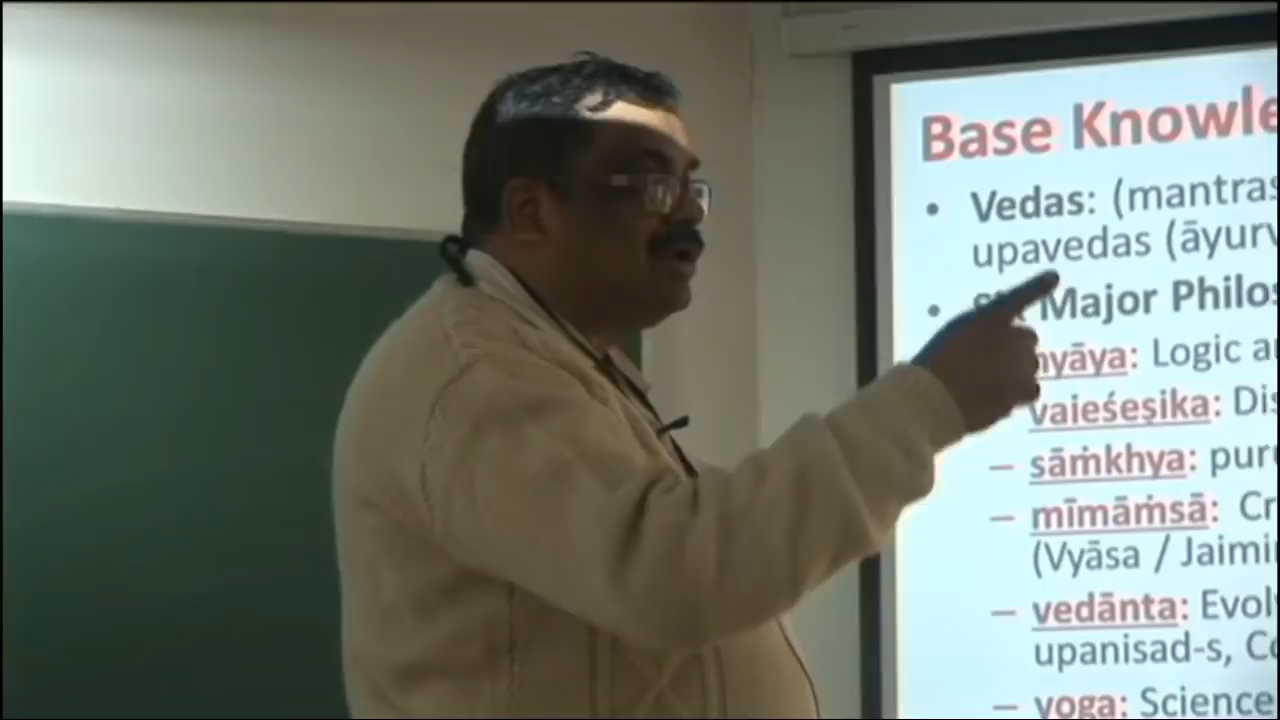 Base Knowle
• Vedas: (mantras
upavedas (āyurv
• Major Philos
nyāya: Logic a
vaieśeṣika: Dis
– sāṁkhya: puru
– mīmāṁsā: Cr
(Vyāsa / Jaimi
– vedānta: Evol
upanisad-s, Co
– yoga: Science